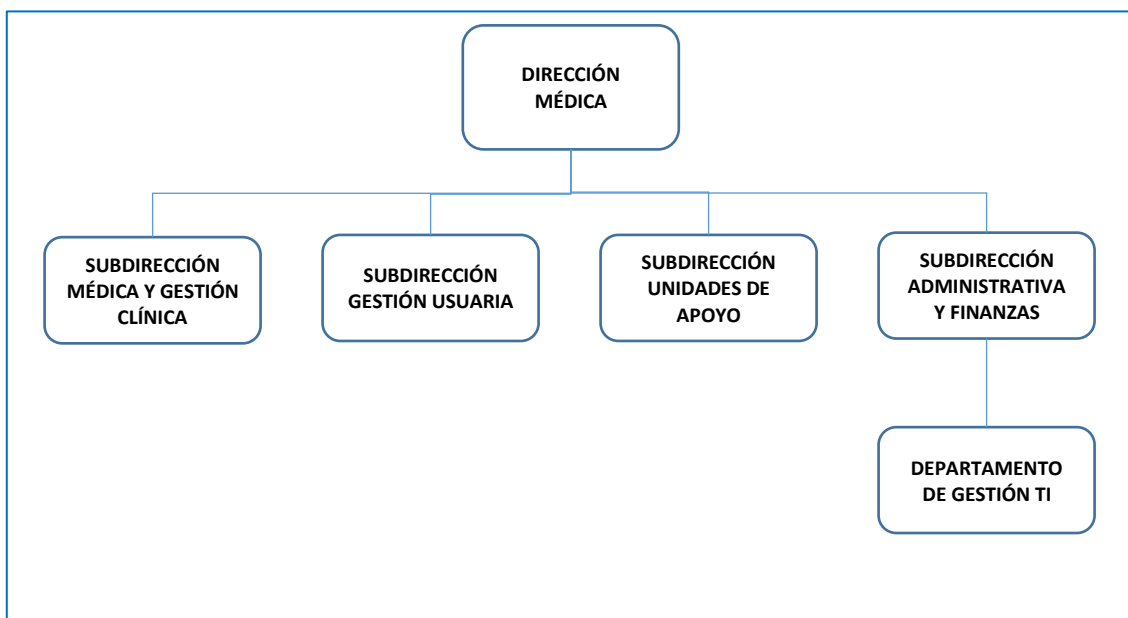 DIRECCIÓN
MÉDICA
SUBDIRECCIÓN
MÉDICA Y GESTIÓN
CLÍNICA
SUBDIRECCIÓN
GESTIÓN USUARIA
SUBDIRECCIÓN
UNIDADES DE
APOYO
SUBDIRECCIÓN
ADMINISTRATIVA
Y FINANZAS
DEPARTAMENTO
DE GESTIÓN TI